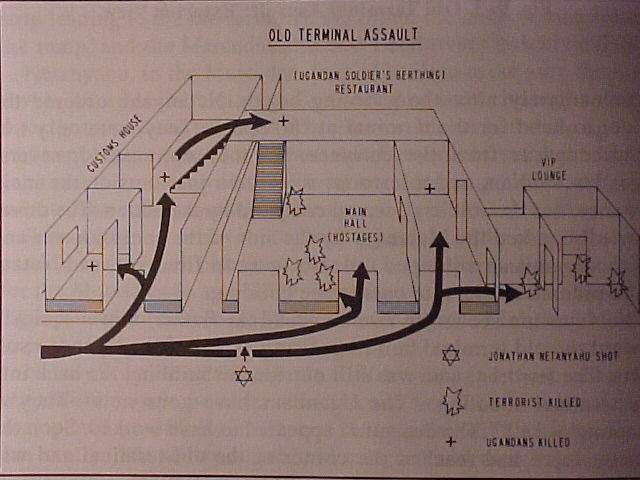 OLD TERMINAL ASSAULT
(UGANDAN SOLDIER'S BERTHING)
RESTAURANT
CUSTOMS HOUSE
VIP
LOUNGE
MAIN
HALL
(HOSTAGES)
JONATHAN NETANYAHU SHOT
TERRORIST KILLED
UGANDANS KILLED